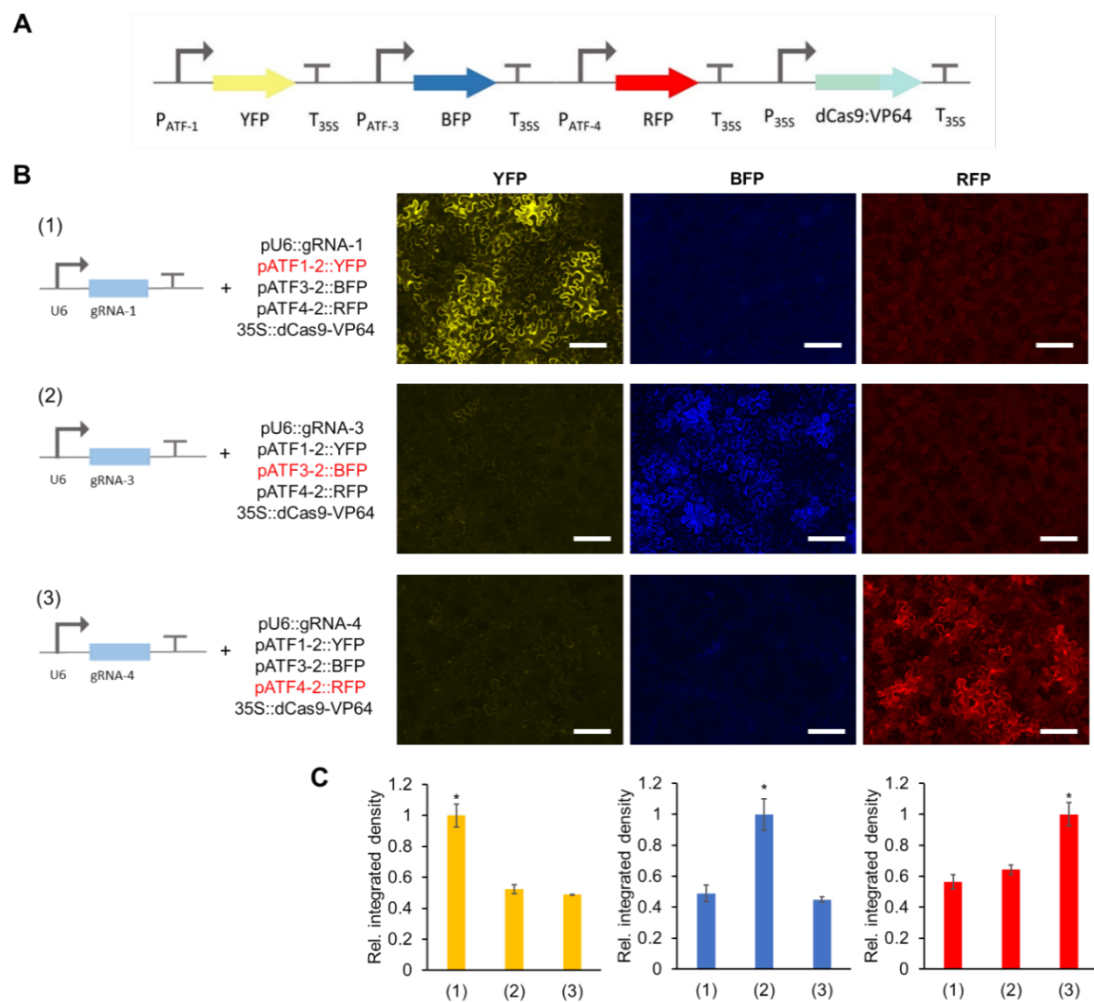 A
P_ATF-1 YFP T_35S P_ATF-3 BFP T_35S P_ATF-4 RFP T_35S P_35S dCas9:VP64 T_35S
B
YFP BFP RFP
(1)
U6 gRNA-1
+
pU6::gRNA-1
pATF1-2::YFP
pATF3-2::BFP
pATF4-2::RFP
35S::dCas9-VP64
(2)
U6 gRNA-3
+
pU6::gRNA-3
pATF1-2::YFP
pATF3-2::BFP
pATF4-2::RFP
35S::dCas9-VP64
(3)
U6 gRNA-4
+
pU6::gRNA-4
pATF1-2::YFP
pATF3-2::BFP
pATF4-2::RFP
35S::dCas9-VP64
C
Rel. integrated density
1.2
1
0.8
0.6
0.4
0.2
0
*
(1) (2) (3)
Rel. integrated density
1.2
1
0.8
0.6
0.4
0.2
0
*
(1) (2) (3)
Rel. integrated density
1.2
1
0.8
0.6
0.4
0.2
0
*
(1) (2) (3)